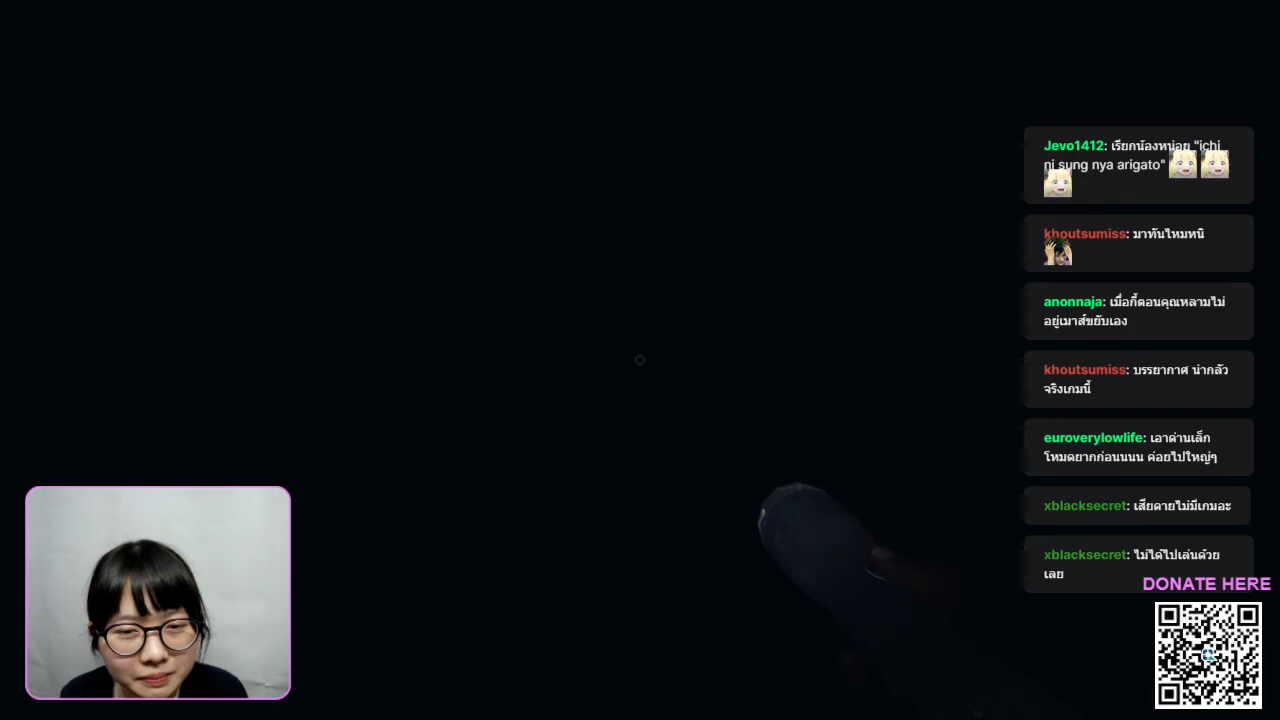 Jevo1412: เรียกน้องหน่อย "ichi
ni sung nya arigato"
khoutsumiss: มาทันไหมหนิ
anonnaja: เมื่อกี้ตอนคุณหลามไม่
อยู่เมาส์ขยับเอง
khoutsumiss: บรรยากาศ น่ากลัว
จริงเกมนี้
euroverylowlife: เอาด่านเล็ก
โหมดยากก่อนนนน ค่อยไปใหญ่ๆ
xblacksecret: เสียดายไม่มีเกมอะ
xblacksecret: ไม่ได้ไปเล่นด้วย
เลย
DONATE HERE